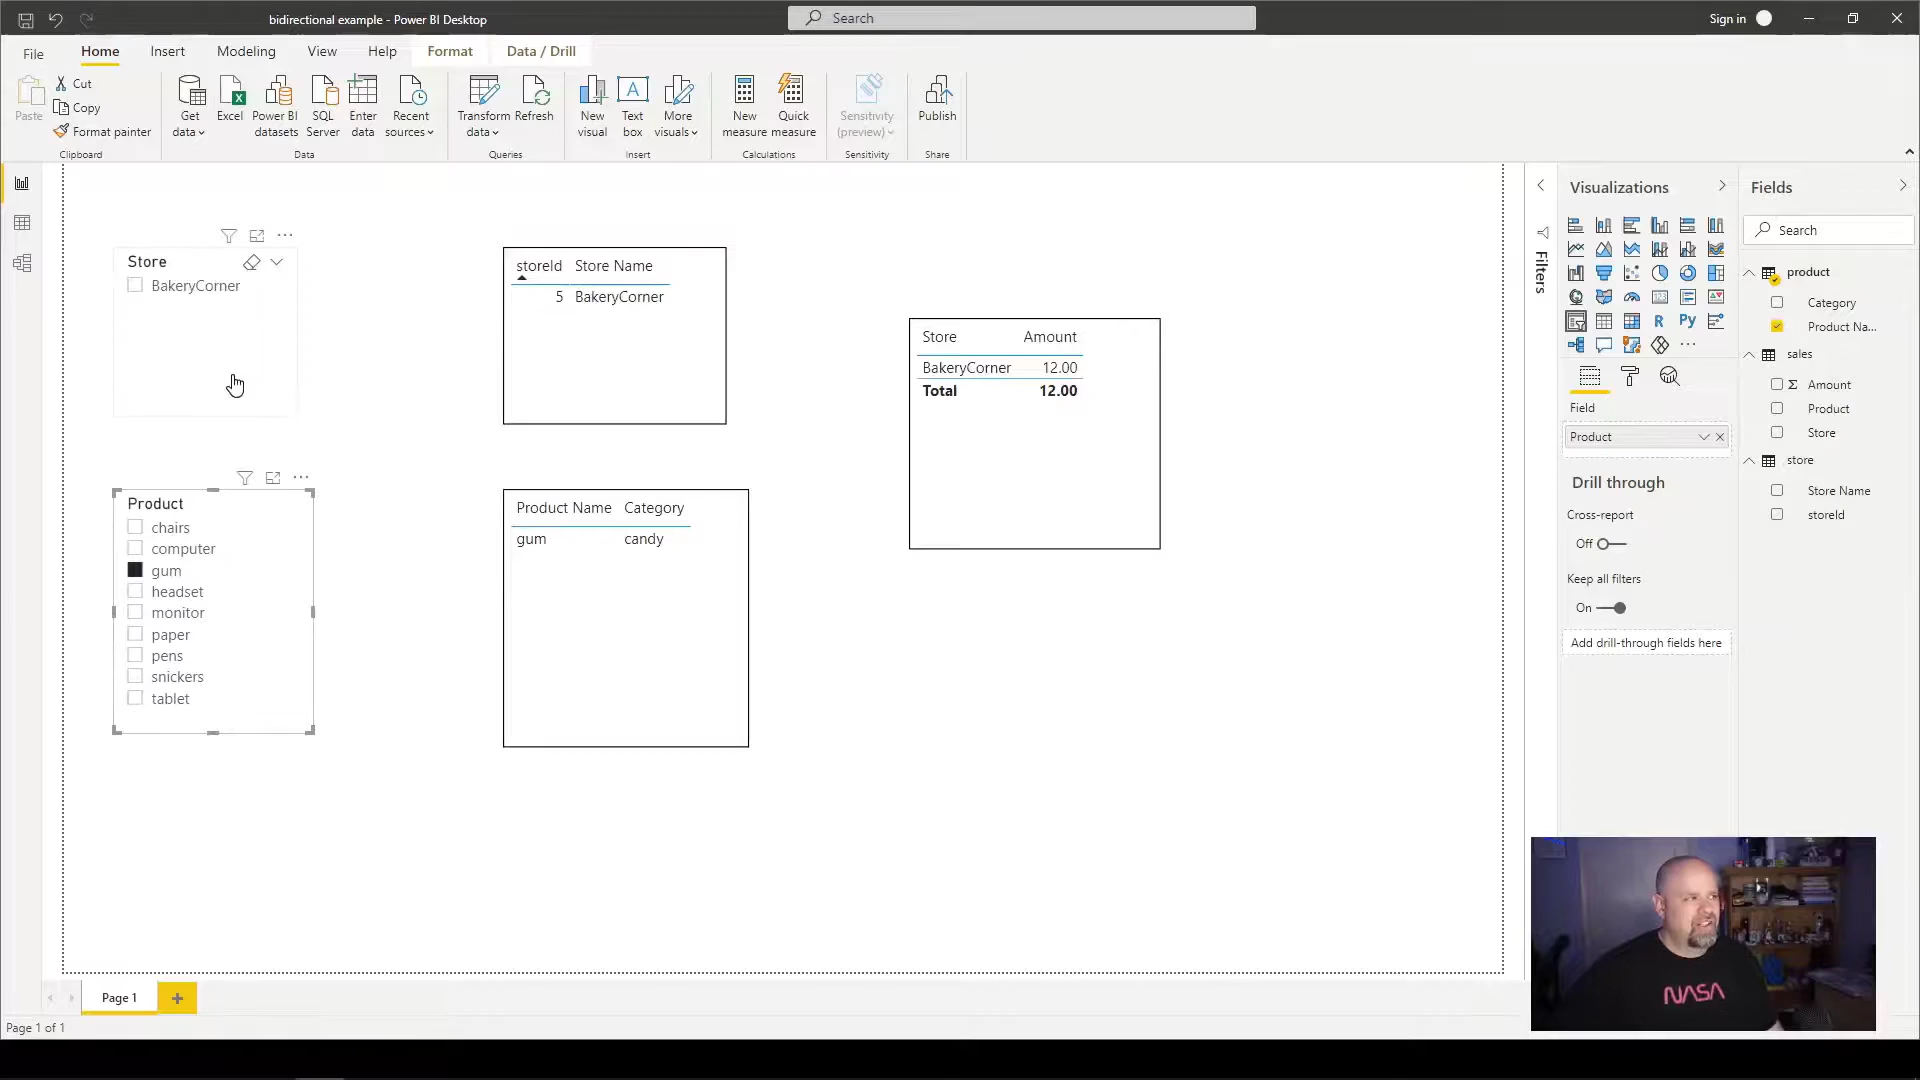 bidirectional example - Power BI Desktop
Search
Sign in
File
Home
Insert
Modeling
View
Help
Format
Data / Drill
Paste
Cut
Copy
Format painter
Clipboard
Get data
Excel
Power BI datasets
SQL Server
Enter data
Recent sources
Data
Transform data
Refresh
Queries
New visual
Text box
More visuals
Insert
New measure
Quick measure
Calculations
Sensitivity (preview)
Sensitivity
Publish
Share
Store
BakeryCorner
storeId Store Name
5 BakeryCorner
Store Amount
BakeryCorner 12.00
Total 12.00
Product
chairs
computer
gum
headset
monitor
paper
pens
snickers
tablet
Product Name Category
gum candy
Filters
Visualizations
R
Py
Field
Product
Drill through
Cross-report
Off
Keep all filters
On
Add drill-through fields here
Fields
Search
product
Category
Product Na...
sales
Σ Amount
Product
Store
store
Store Name
storeId
NASA
Page 1
Page 1 of 1